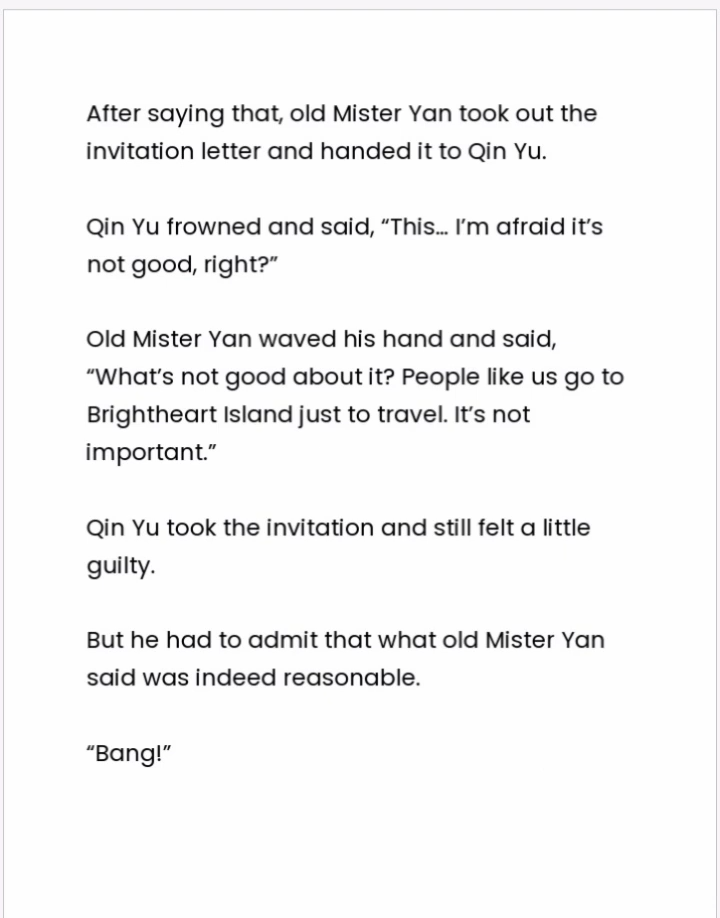 After saying that, old Mister Yan took out the
invitation letter and handed it to Qin Yu.
Qin Yu frowned and said, “This… I’m afraid it’s
not good, right?”
Old Mister Yan waved his hand and said,
“What’s not good about it? People like us go to
Brightheart Island just to travel. It’s not
important.”
Qin Yu took the invitation and still felt a little
guilty.
But he had to admit that what old Mister Yan
said was indeed reasonable.
“Bang!”